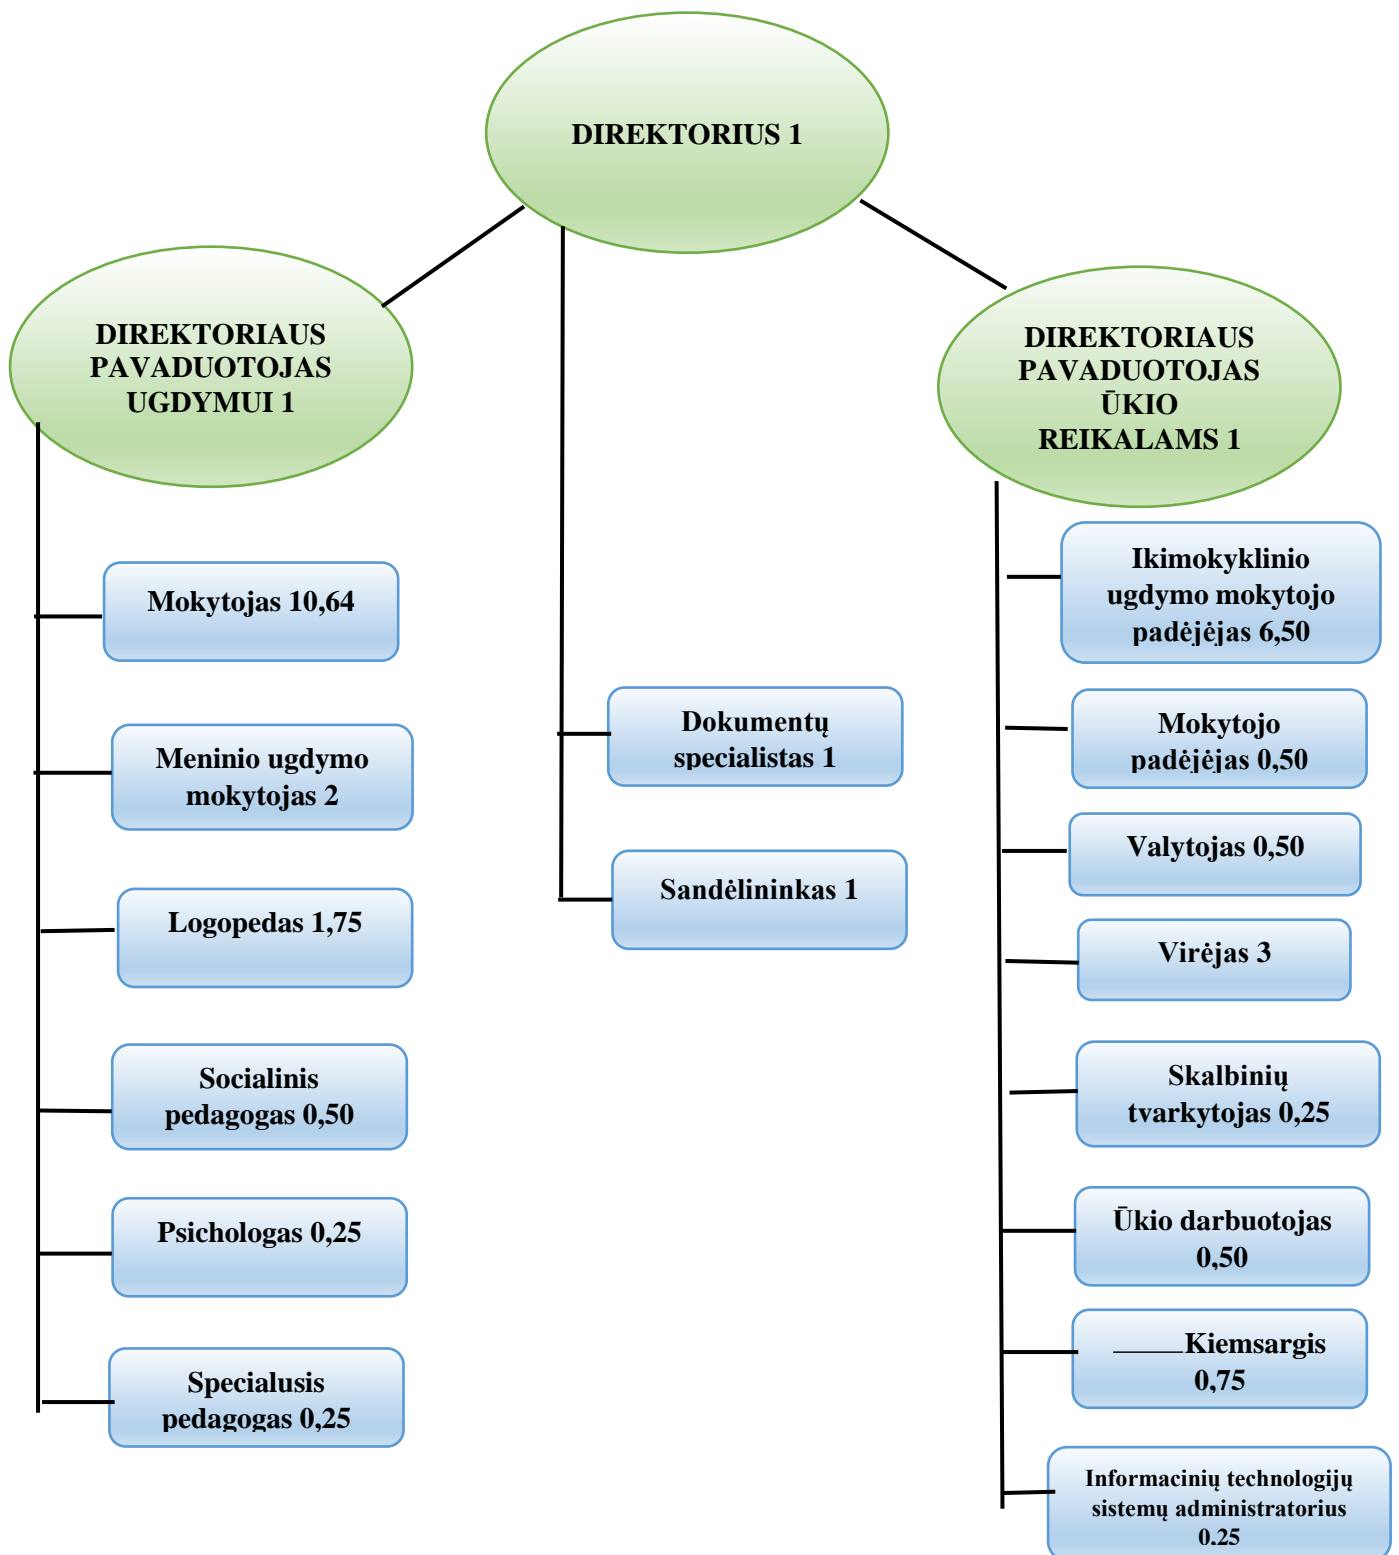 DIREKTORIUS 1
DIREKTORIAUS
PAVADUOTOJAS
UGDYMUI 1
DIREKTORIAUS
PAVADUOTOJAS
ŪKIO
REIKALAMS 1
Mokytojas 10,64
Meninio ugdymo
mokytojas 2
Logopedas 1,75
Socialinis
pedagogas 0,50
Psichologas 0,25
Specialusis
pedagogas 0,25
Dokumentų
specialistas 1
Sandėlininkas 1
Ikimokyklinio
ugdymo mokytojo
padėjėjas 6,50
Mokytojo
padėjėjas 0,50
Valytojas 0,50
Virėjas 3
Skalbinių
tvarkytojas 0,25
Ūkio darbuotojas
0,50
Kiemsargis
0,75
Informacinių technologijų
sistemų administratorius
0,25